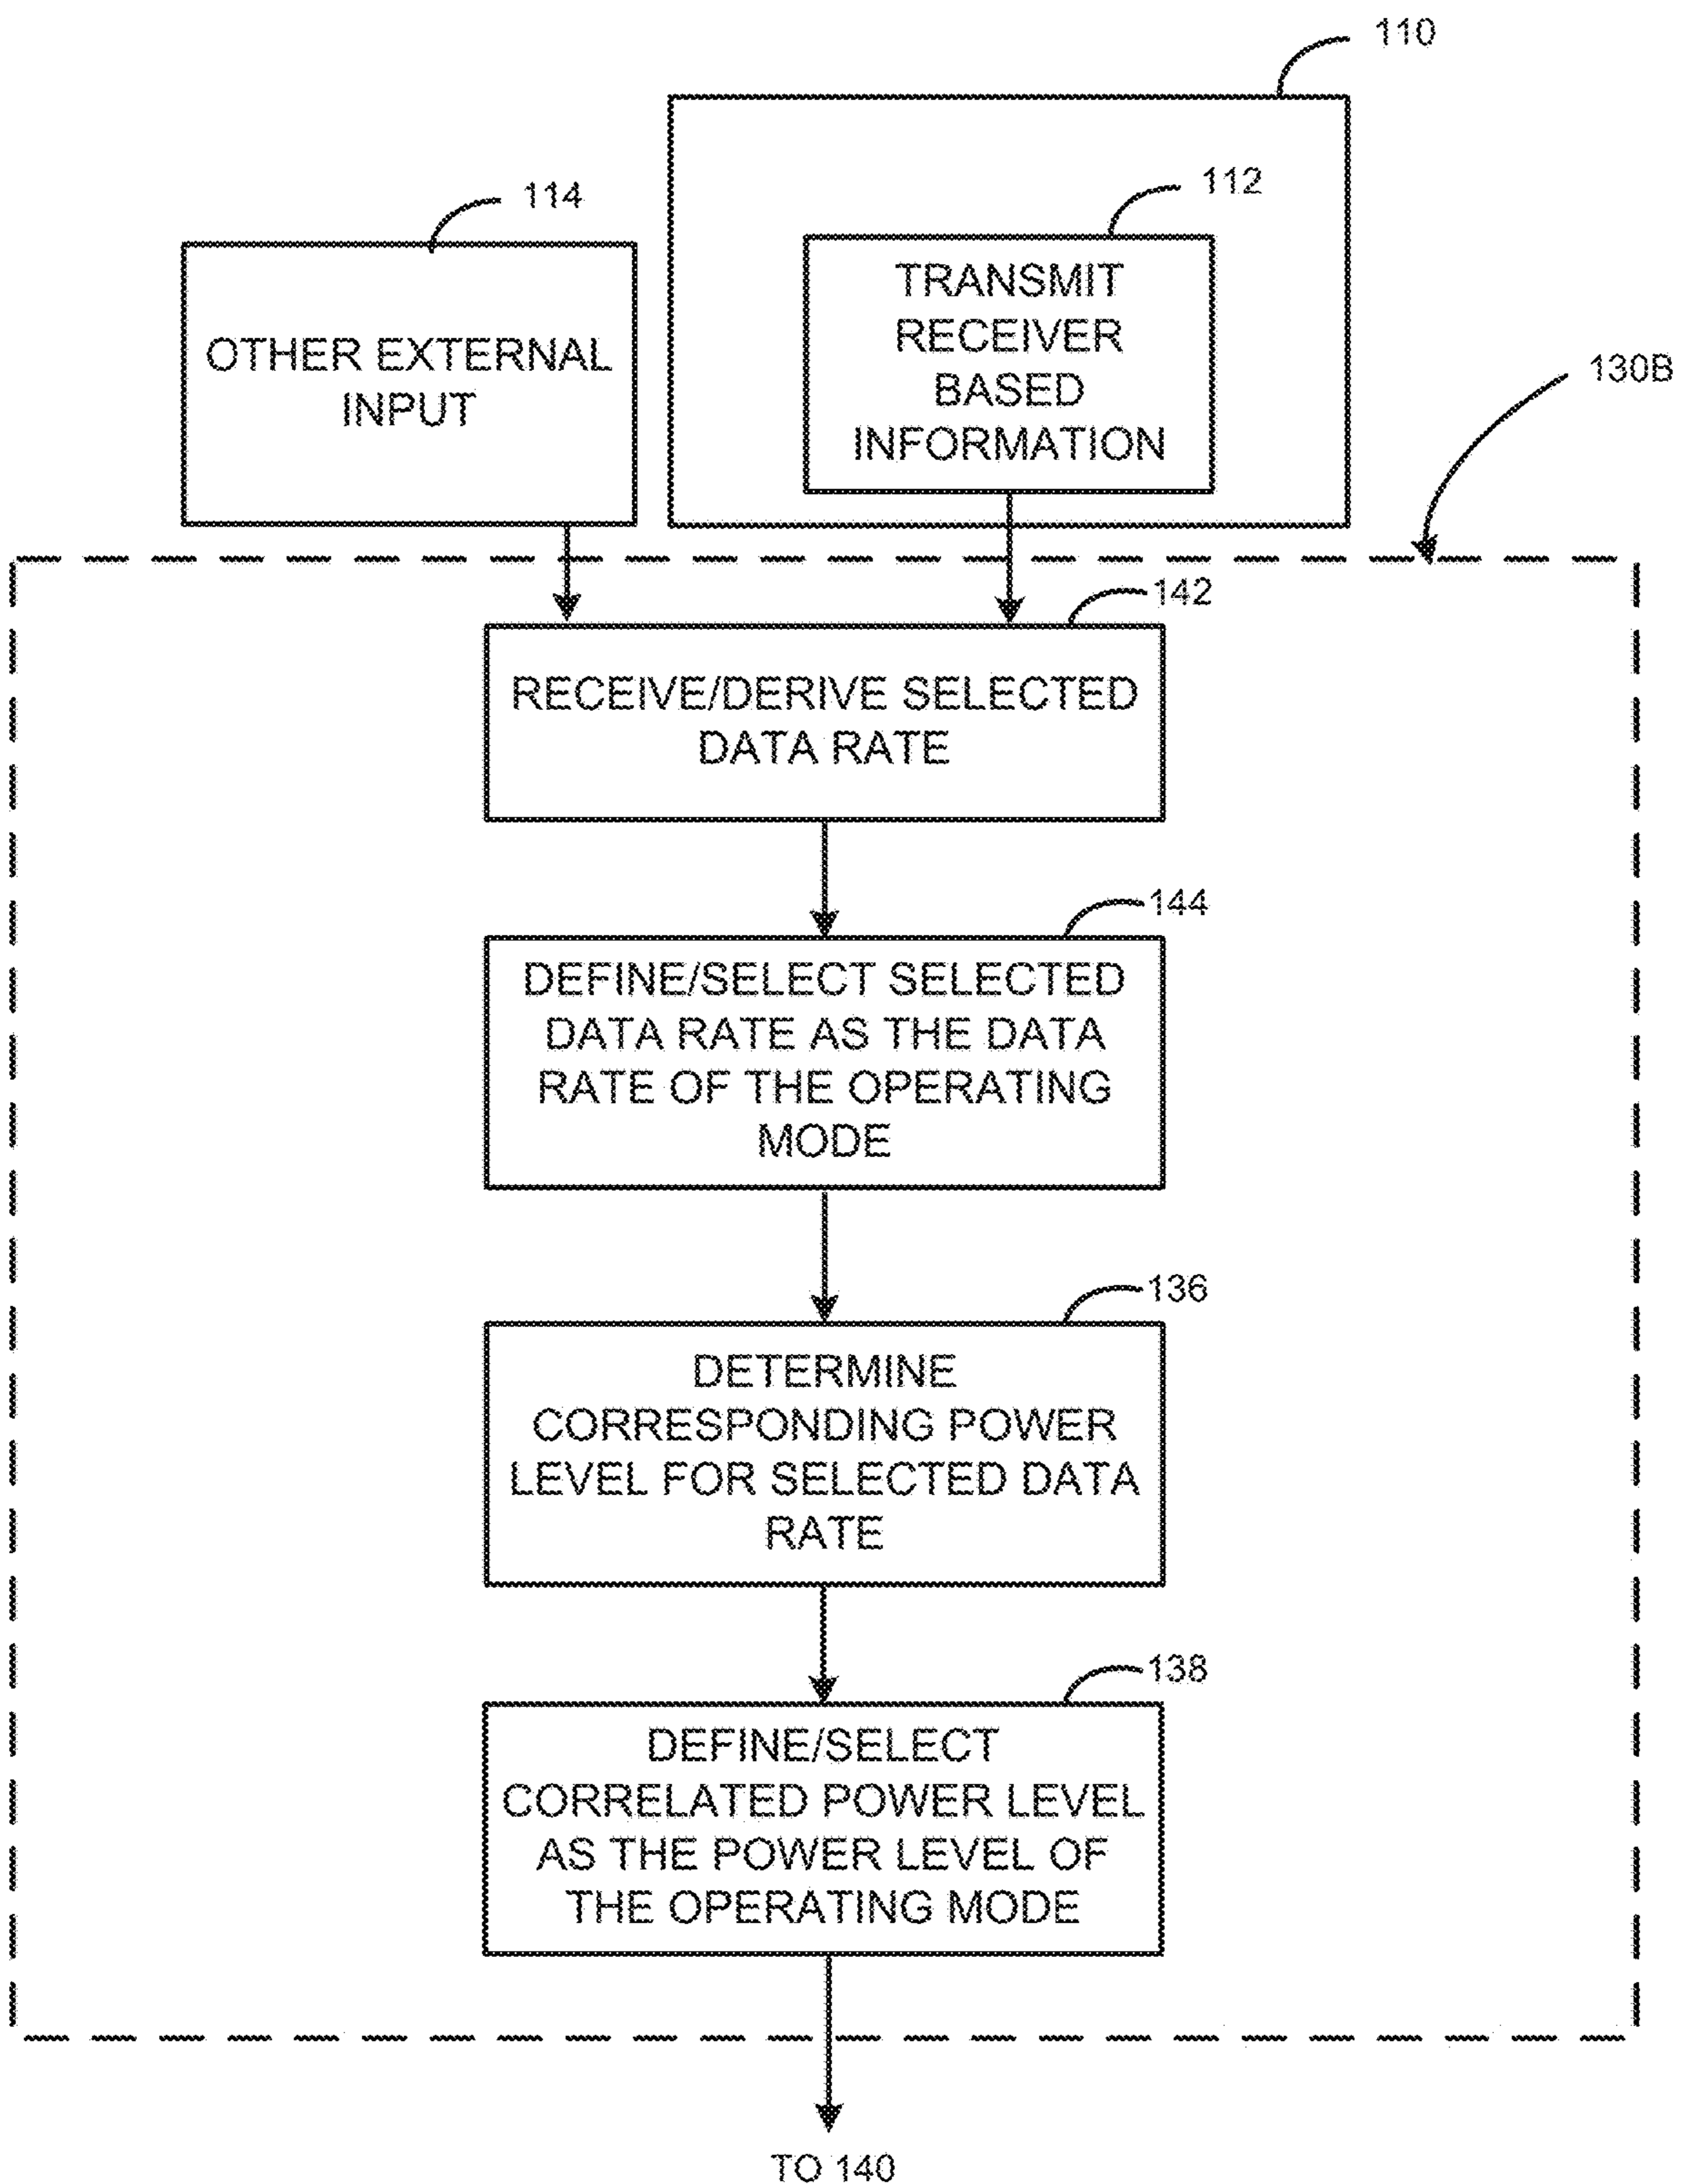 110
112
114
TRANSMIT
RECEIVER
BASED
INFORMATION
OTHER EXTERNAL
INPUT
130B
142
RECEIVE/DERIVE SELECTED
DATA RATE
144
DEFINE/SELECT SELECTED
DATA RATE AS THE DATA
RATE OF THE OPERATING
MODE
136
DETERMINE
CORRESPONDING POWER
LEVEL FOR SELECTED DATA
RATE
138
DEFINE/SELECT
CORRELATED POWER LEVEL
AS THE POWER LEVEL OF
THE OPERATING MODE
TO 140